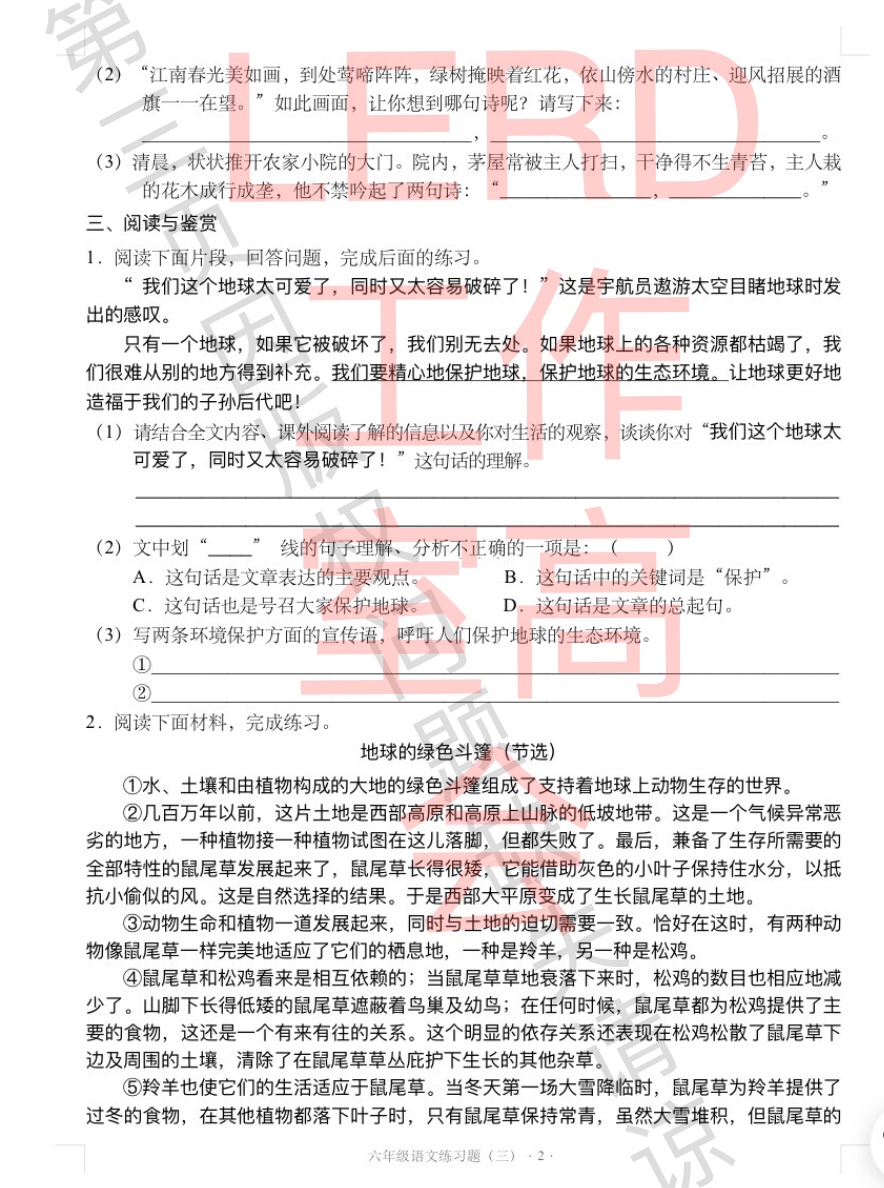 (2)“江南春光美如画，到处莺啼阵阵，绿树掩映着红花，依山傍水的村庄、迎风招展的酒
旗一一在望。”如此画面，让你想到哪句诗呢？请写下来：
____________________，____________________。
(3)清晨，状状推开农家小院的大门。院内，茅屋常被主人打扫，干净得不生青苔，主人栽
的花木成行成垄，他不禁吟起了两句诗：“______________，______________。”
三、阅读与鉴赏
1．阅读下面片段，回答问题，完成后面的练习。
“我们这个地球太可爱了，同时又太容易破碎了！”这是宇航员遨游太空目睹地球时发
出的感叹。
只有一个地球，如果它被破坏了，我们别无去处。如果地球上的各种资源都枯竭了，我
们很难从别的地方得到补充。我们要精心地保护地球，保护地球的生态环境。让地球更好地
造福于我们的子孙后代吧！
(1)请结合全文内容、课外阅读了解的信息以及你对生活的观察，谈谈你对“我们这个地球太
可爱了，同时又太容易破碎了！”这句话的理解。
(2)文中划“____” 线的句子理解、分析不正确的一项是：（　　）
A．这句话是文章表达的主要观点。 B．这句话中的关键词是“保护”。
C．这句话也是号召大家保护地球。 D．这句话是文章的总起句。
(3)写两条环境保护方面的宣传语，呼吁人们保护地球的生态环境。
①____________________
②____________________
2．阅读下面材料，完成练习。
地球的绿色斗篷（节选）
①水、土壤和由植物构成的大地的绿色斗篷组成了支持着地球上动物生存的世界。
②几百万年以前，这片土地是西部高原和高原上山脉的低坡地带。这是一个气候异常恶
劣的地方，一种植物接一种植物试图在这儿落脚，但都失败了。最后，兼备了生存所需要的
全部特性的鼠尾草发展起来了，鼠尾草长得很矮，它能借助灰色的小叶子保持住水分，以抵
抗小偷似的风。这是自然选择的结果。于是西部大平原变成了生长鼠尾草的土地。
③动物生命和植物一道发展起来，同时与土地的迫切需要一致。恰好在这时，有两种动
物像鼠尾草一样完美地适应了它们的栖息地，一种是羚羊，另一种是松鸡。
④鼠尾草和松鸡看来是相互依赖的；当鼠尾草草地衰落下来时，松鸡的数目也相应地减
少了。山脚下长得低矮的鼠尾草遮蔽着鸟巢及幼鸟；在任何时候，鼠尾草都为松鸡提供了主
要的食物，这还是一个有来有往的关系。这个明显的依存关系还表现在松鸡松散了鼠尾草下
边及周围的土壤，清除了在鼠尾草草丛庇护下生长的其他杂草。
⑤羚羊也使它们的生活适应于鼠尾草。当冬天第一场大雪降临时，鼠尾草为羚羊提供了
过冬的食物，在其他植物都落下叶子时，只有鼠尾草保持常青，虽然大雪堆积，但鼠尾草的
六年级语文练习题（三）·2·
LFRD
工作
室高
会
第三页因版权问题缺失请谅